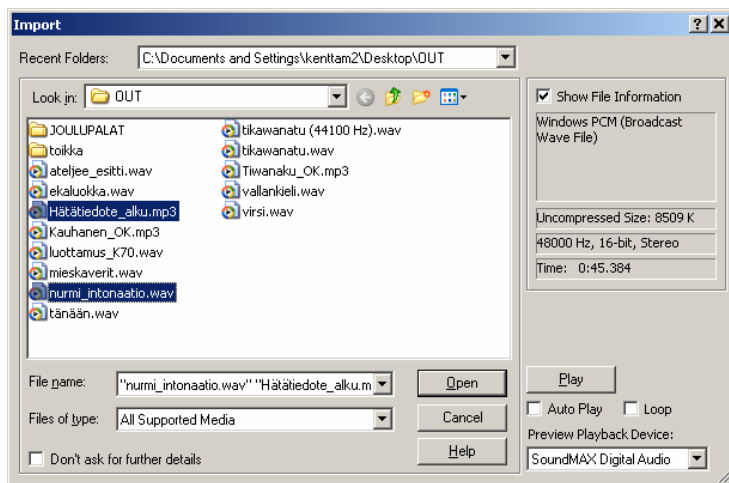 Import
Recent Folders:
C:\Documents and Settings\kenttam2\Desktop\OUT
Look in:
OUT
JOULUPALAT
toikka
ateljee_esitti.wav
ekaluokka.wav
Hätätiedote_alku.mp3
Kauhanen_OK.mp3
luottamus_K70.wav
mieskaverit.wav
nurmi_intonaatio.wav
tänään.wav
tikawanatu (44100 Hz).wav
tikawanatu.wav
Tiwanaku_OK.mp3
vallankieli.wav
virsi.wav
File name:
"nurmi_intonaatio.wav" "Hätätiedote_alku.m
Open
Files of type:
All Supported Media
Cancel
Don't ask for further details
Help
Show File Information
Windows PCM (Broadcast
Wave File)
Uncompressed Size: 8509 K
48000 Hz, 16-bit, Stereo
Time: 0:45.384
Play
Auto Play
Loop
Preview Playback Device:
SoundMAX Digital Audio